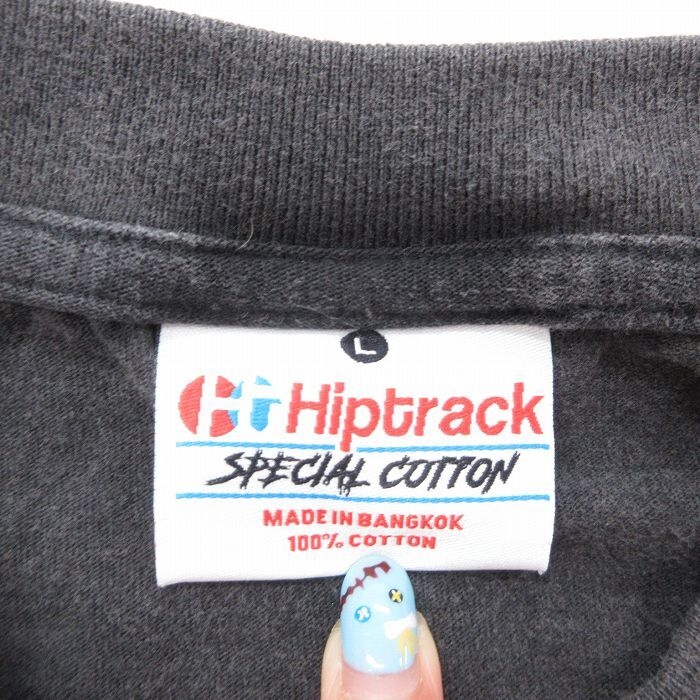 L
Hiptrack
SPECIAL COTTON
MADE IN BANGKOK
100% COTTON